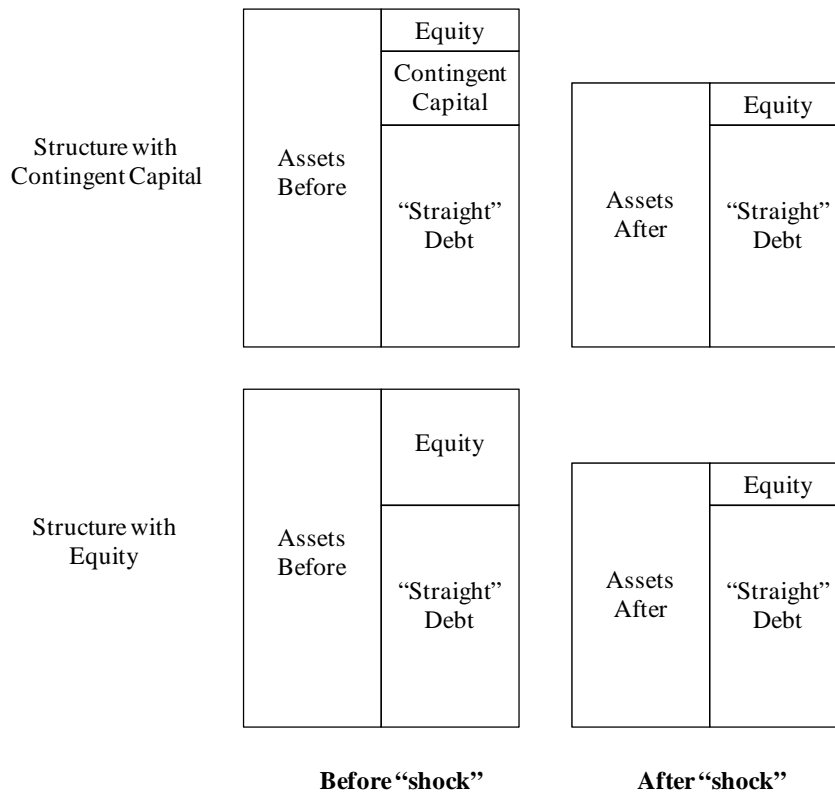 Equity
Contingent
Capital
Equity
Structure with
Contingent Capital
Assets
Before
"Straight"
Debt
Assets
After
"Straight"
Debt
Equity
Equity
Structure with
Equity
Assets
Before
"Straight"
Debt
Assets
After
"Straight"
Debt
Before "shock"
After "shock"